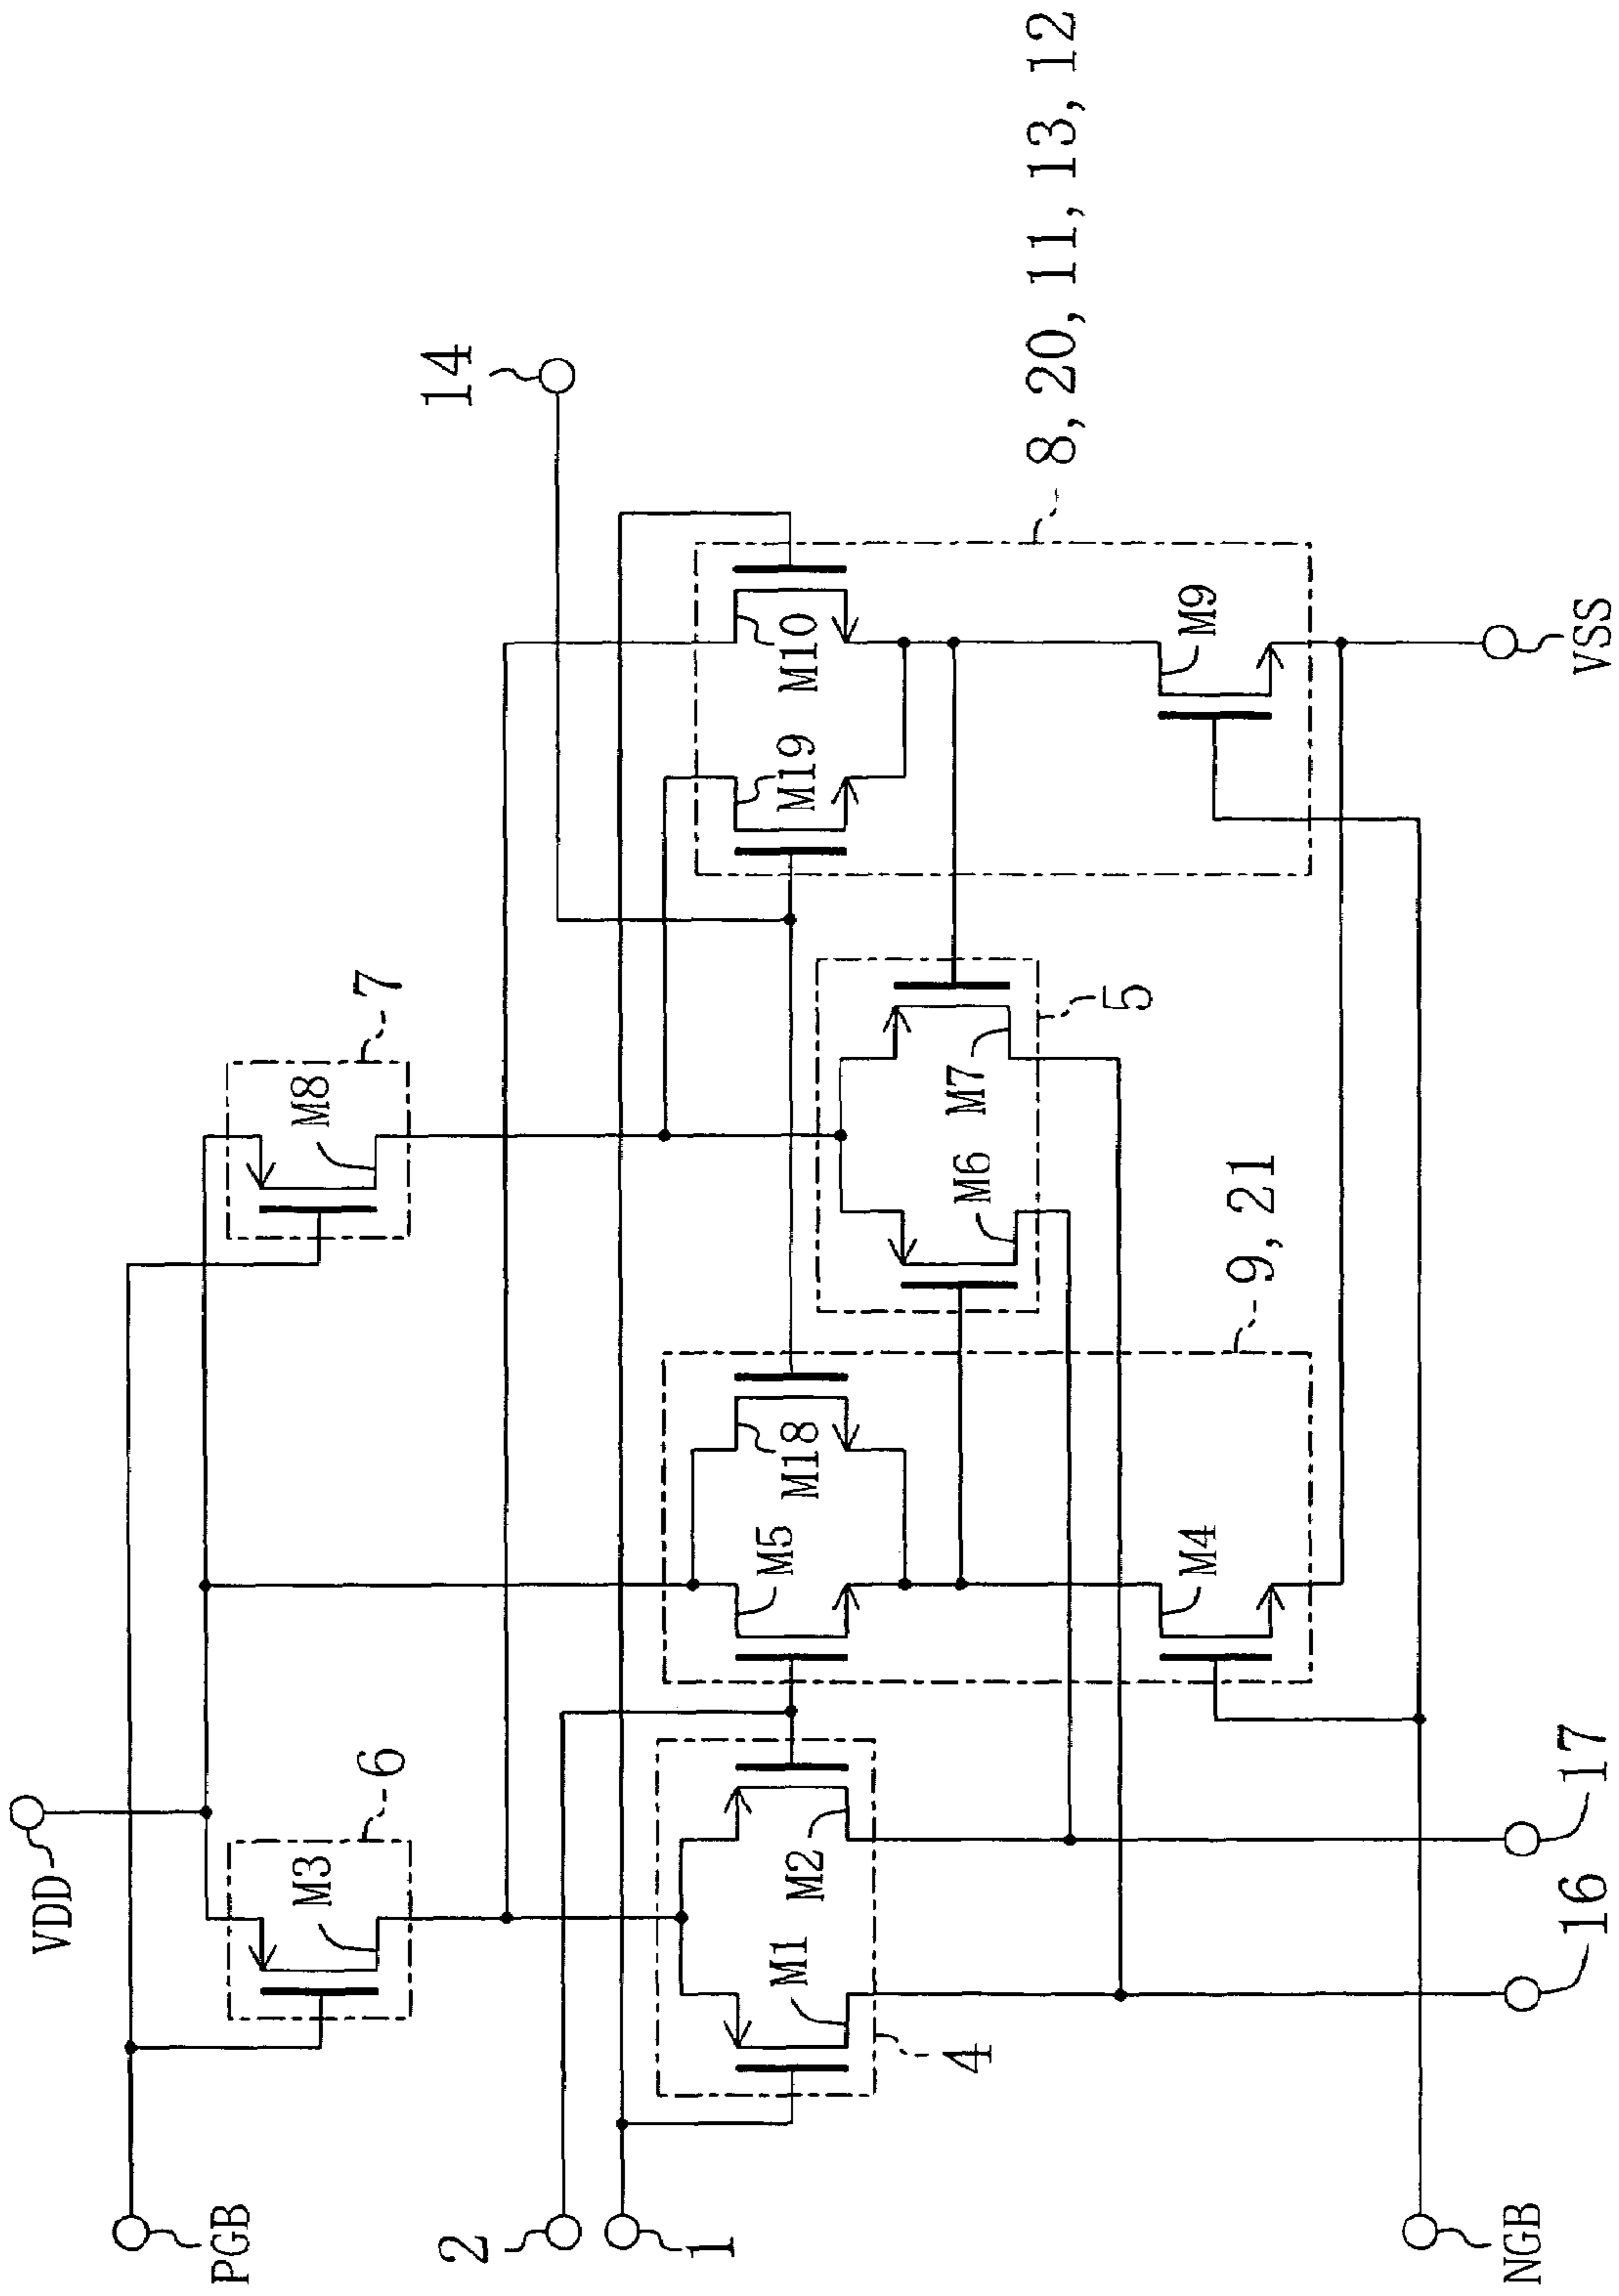 VDD
PGB
M3
6
M8
7
14
2
1
M1
M2
4
M5
M18
M4
9, 21
M6
M7
5
M19
M10
M9
8, 20, 11, 13, 12
NGB
16
17
VSS